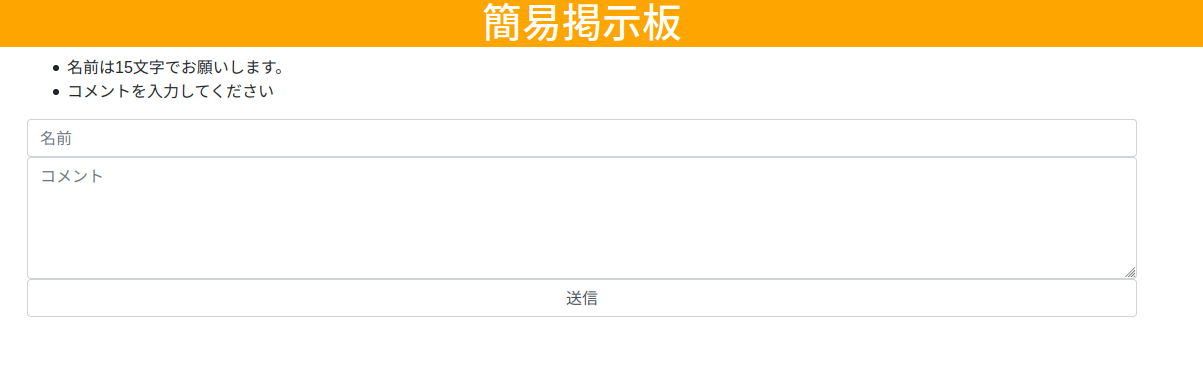 簡易掲示板
名前は15文字でお願いします。
コメントを入力してください
名前
コメント
送信